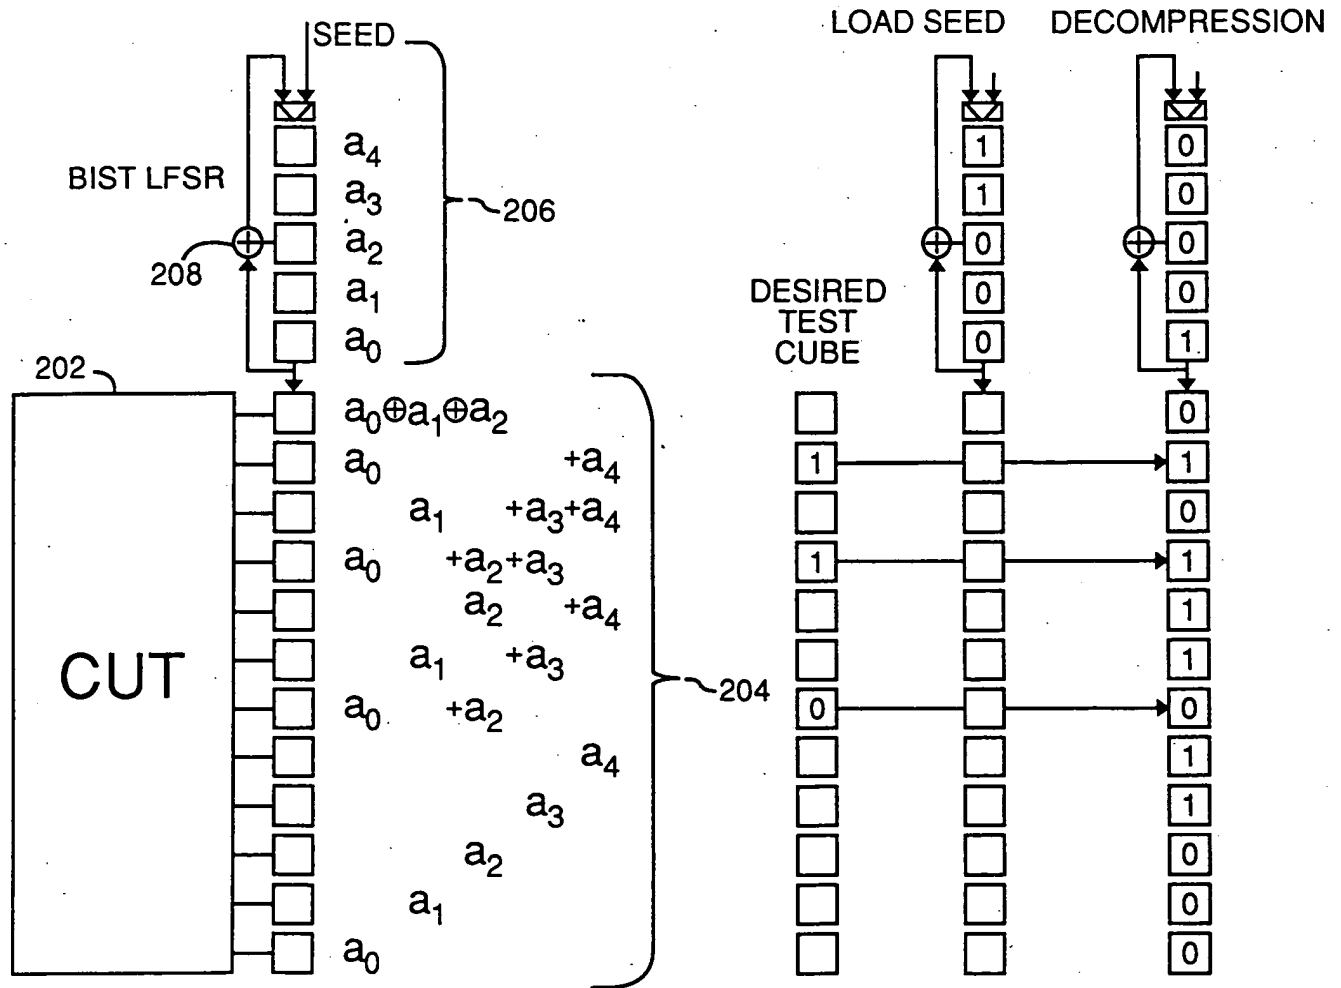 SEED
LOAD SEED
DECOMPRESSION
BIST LFSR
a4
a3
a2
a1
a0
206
208
1
1
0
0
0
0
0
0
0
1
DESIRED
TEST
CUBE
202
CUT
204
a0⊕a1⊕a2
a0 +a4
a1 +a3+a4
a0 +a2+a3
a2 +a4
a1 +a3
a0 +a2
a4
a3
a2
a1
a0
1
1
0
0
1
0
1
1
1
0
1
1
0
0
0